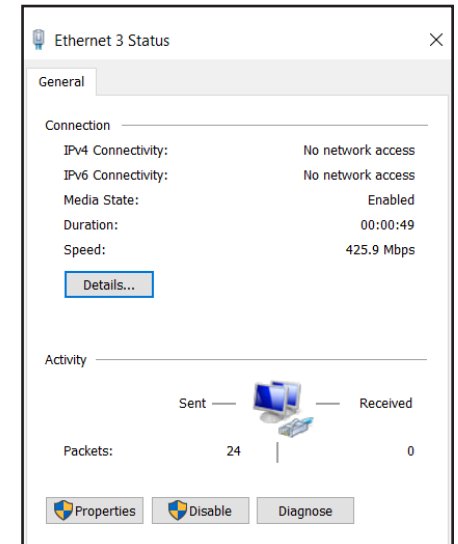 Ethernet 3 Status
General
Connection
IPv4 Connectivity: No network access
IPv6 Connectivity: No network access
Media State: Enabled
Duration: 00:00:49
Speed: 425.9 Mbps
Details...
Activity
Sent Received
Packets: 24 0
Properties Disable Diagnose